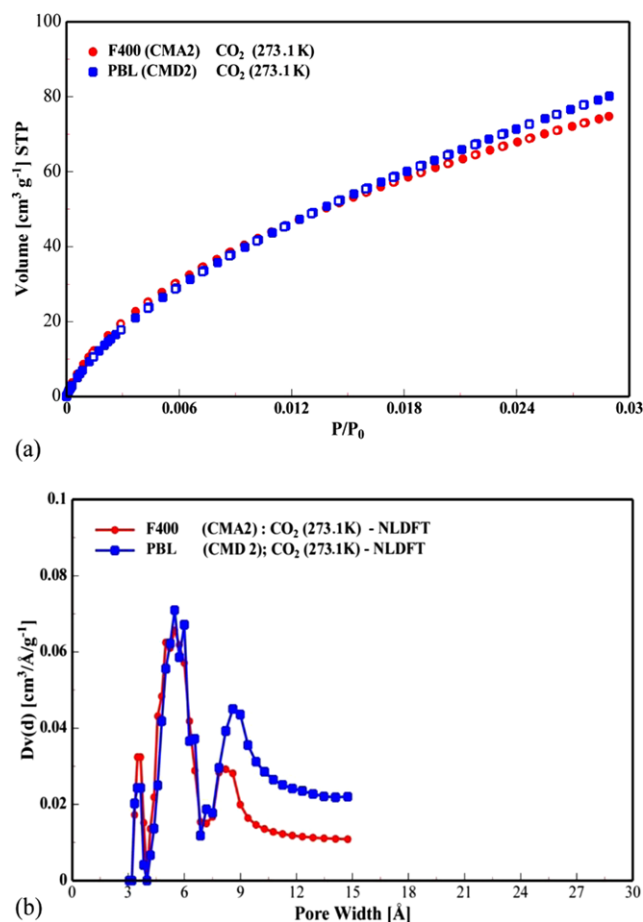 100
80
60
40
20
0
Volume [cm³ g⁻¹] STP
F400 (CMA2) CO₂ (273.1K)
PBL (CMD2) CO₂ (273.1K)
0
0.006
0.012
0.018
0.024
0.03
P/P₀
(a)
0.1
0.08
0.06
0.04
0.02
0
Dv(d) [cm³/Å/g⁻¹]
F400 (CMA2) : CO₂ (273.1K) - NLDFT
PBL (CMD 2); CO₂ (273.1K) - NLDFT
0
3
6
9
12
15
18
21
24
27
30
Pore Width [Å]
(b)